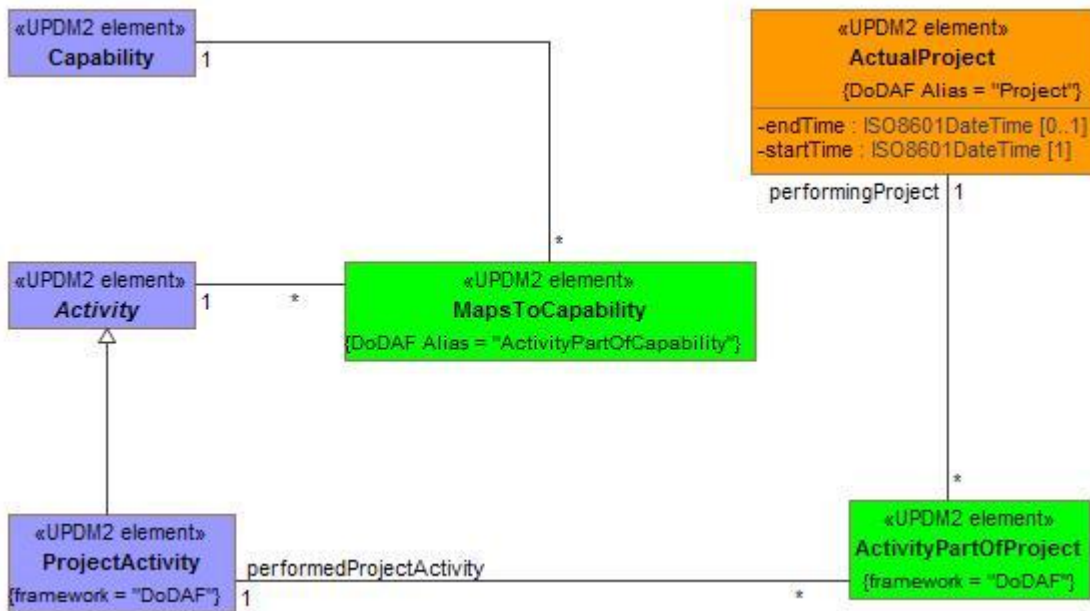 «UPDM2 element»
Capability
1
*
«UPDM2 element»
ActualProject
{DoDAF Alias = "Project"}
-endTime : ISO8601DateTime [0..1]
-startTime : ISO8601DateTime [1]
performingProject 1
*
«UPDM2 element»
Activity
1
*
«UPDM2 element»
MapsToCapability
{DoDAF Alias = "ActivityPartOfCapability"}
«UPDM2 element»
ProjectActivity
{framework = "DoDAF"}
performedProjectActivity
1
*
«UPDM2 element»
ActivityPartOfProject
{framework = "DoDAF"}